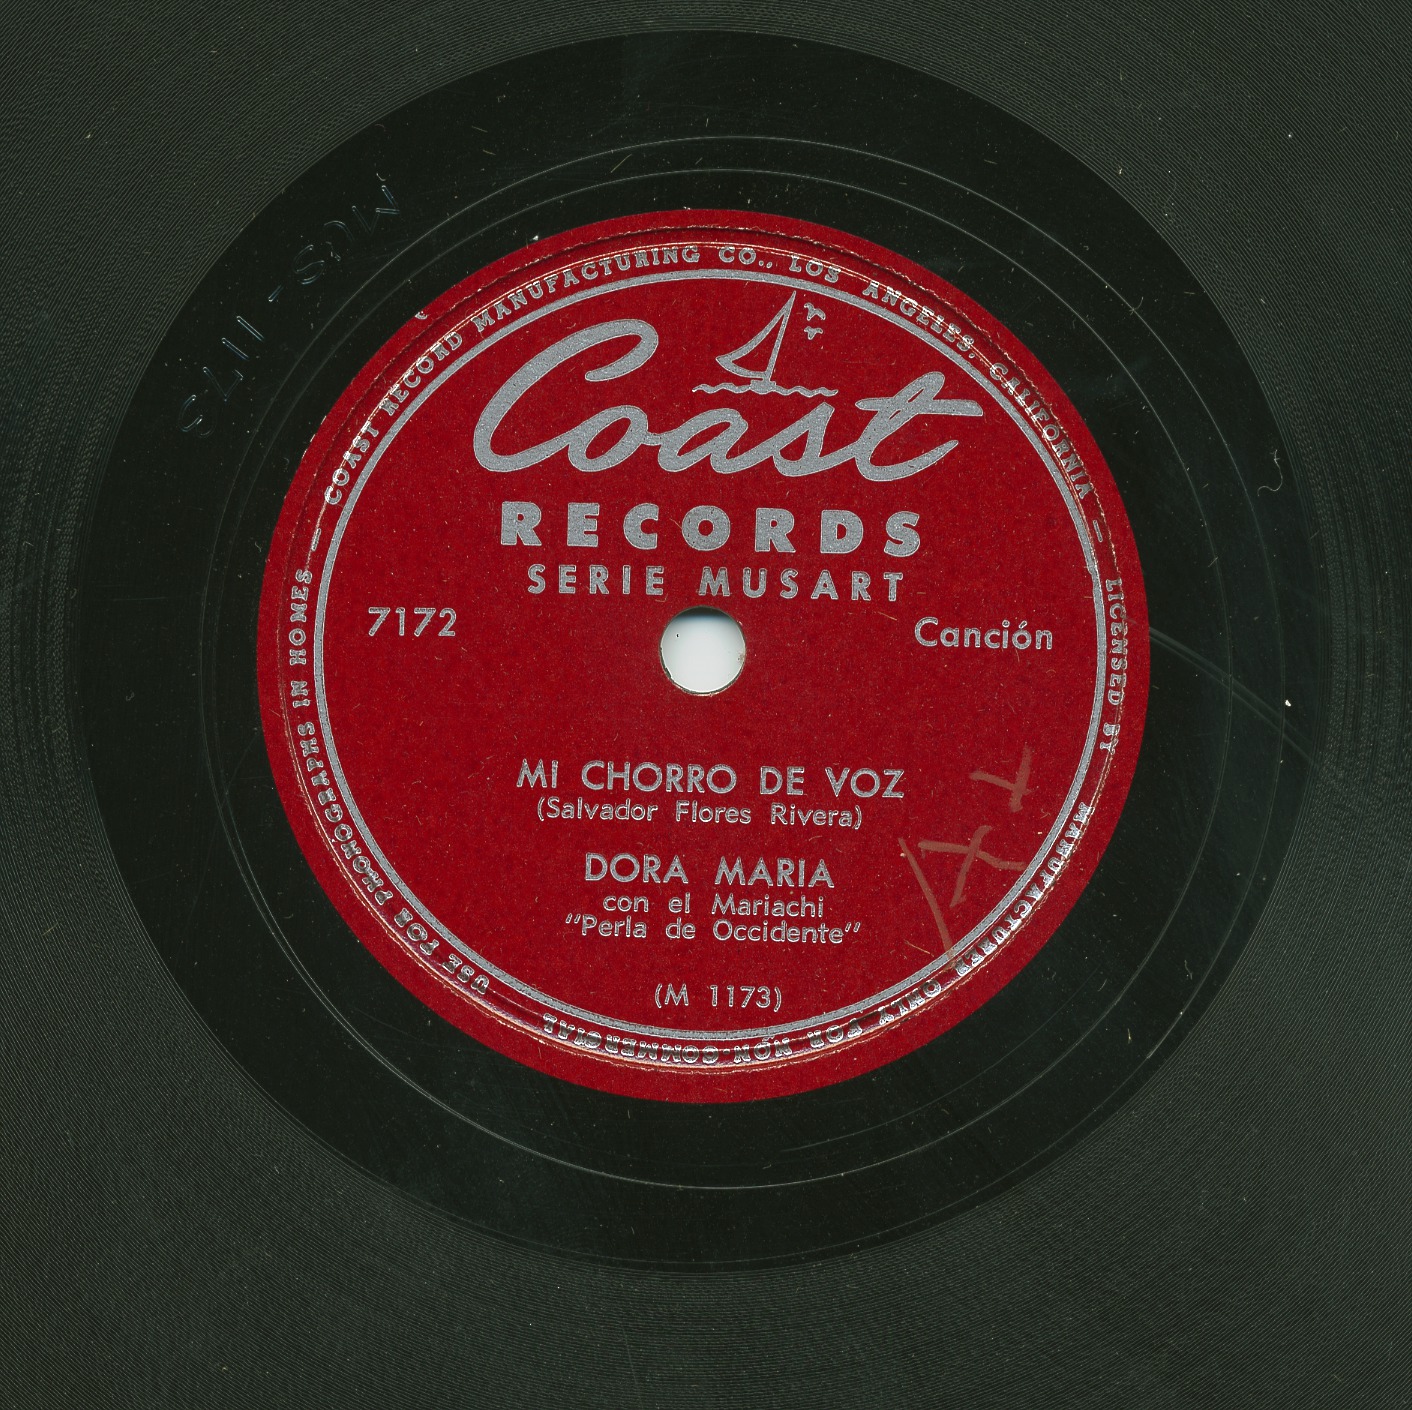 MUS-1173
— COAST RECORD MANUFACTURING CO., LOS ANGELES, CALIFORNIA — LICENSED BY MANUFACTURER ONLY FOR NON COMMERCIAL USE FOR PHONOGRAPHS IN HOMES
Coast
RECORDS
SERIE MUSART
7172
Canción
MI CHORRO DE VOZ
(Salvador Flores Rivera)
DORA MARIA
con el Mariachi
"Perla de Occidente"
(M 1173)